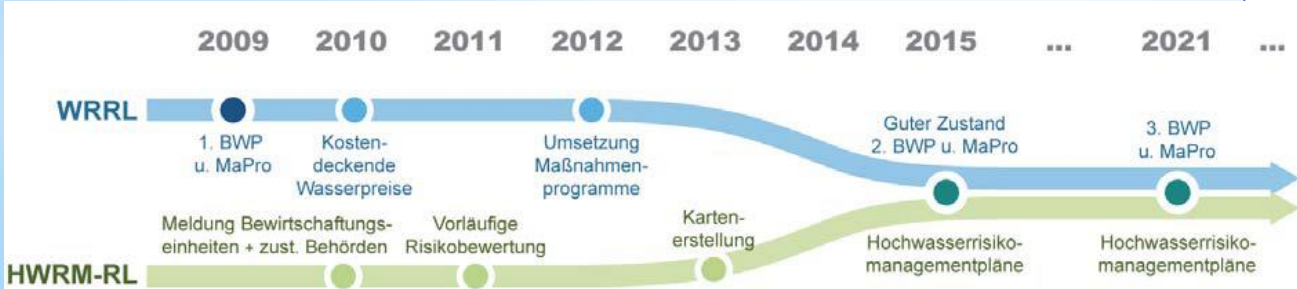 2009 2010 2011 2012 2013 2014 2015 ... 2021 ...
WRRL
1. BWP
u. MaPro
Kosten-
deckende
Wasserpreise
Umsetzung
Maßnahmen-
programme
Guter Zustand
2. BWP u. MaPro
3. BWP
u. MaPro
Meldung Bewirtschaftungs-
einheiten + zust. Behörden
Vorläufige
Risikobewertung
Karten-
erstellung
Hochwasserrisiko-
managementpläne
Hochwasserrisiko-
managementpläne
HWRM-RL